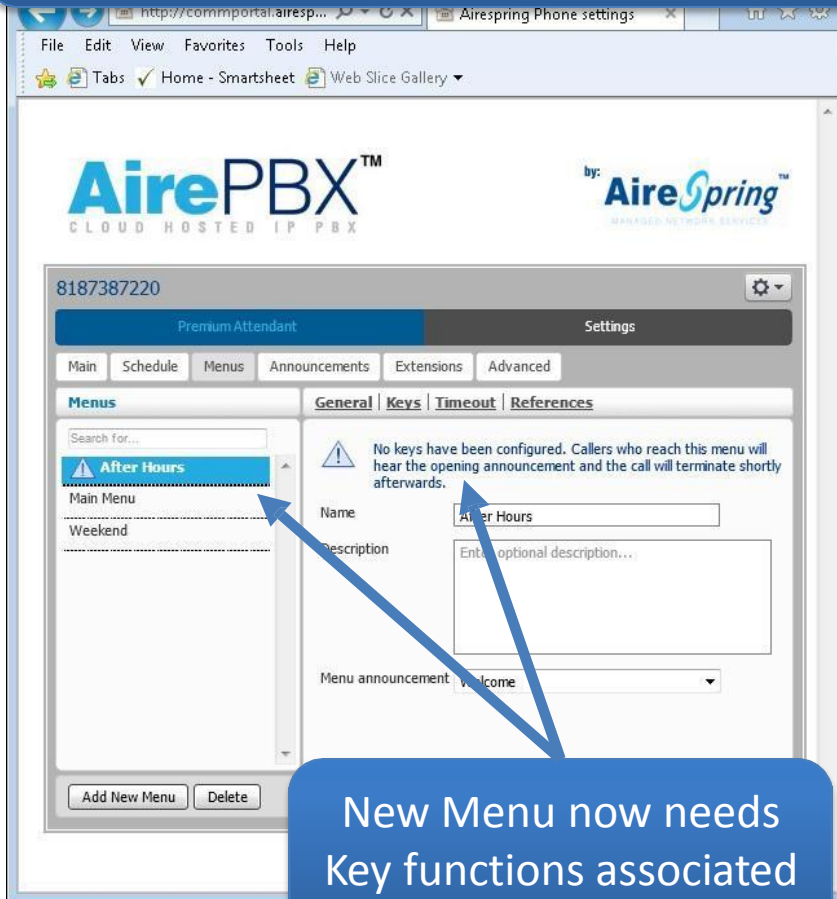 http://commportal.airesp...
Airespring Phone settings
File Edit View Favorites Tools Help
Tabs Home - Smartsheet Web Slice Gallery
AirePBX™
CLOUD HOSTED IP PBX
by:
AireSpring™
MANAGED NETWORK SERVICES
8187387220
Premium Attendant Settings
Main Schedule Menus Announcements Extensions Advanced
Menus
General | Keys | Timeout | References
Search for...
After Hours
Main Menu
Weekend
No keys have been configured. Callers who reach this menu will
hear the opening announcement and the call will terminate shortly
afterwards.
Name
After Hours
Description
Enter optional description...
Menu announcement
Welcome
Add New Menu Delete
New Menu now needs
Key functions associated